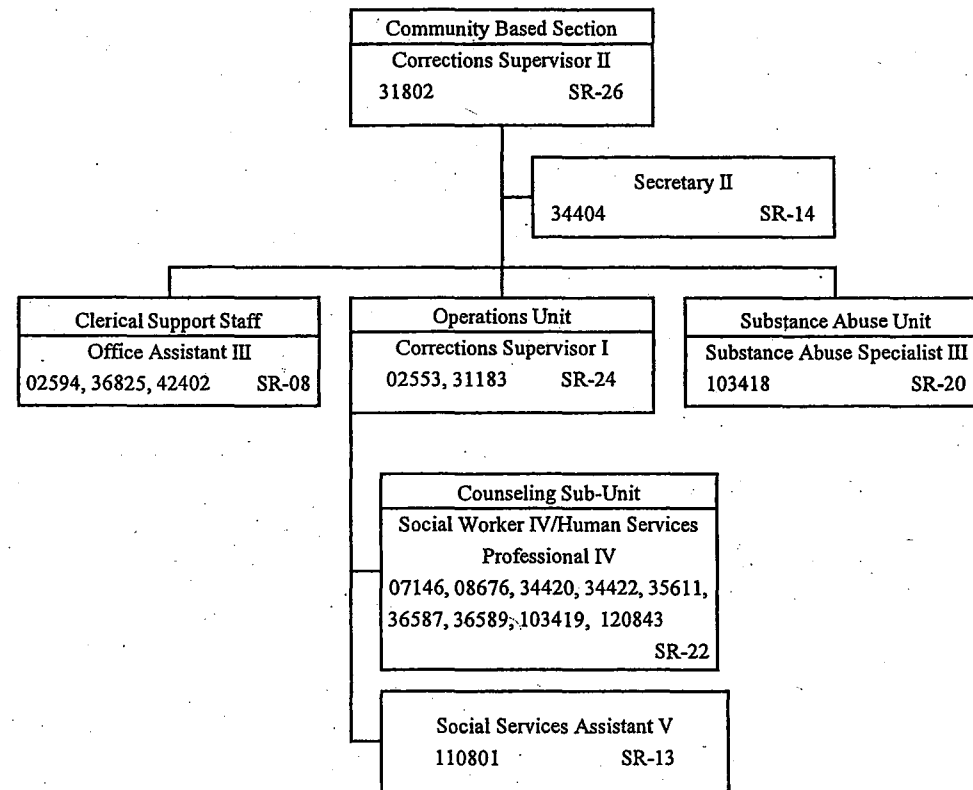 Community Based Section
Corrections Supervisor II
31802 SR-26
Secretary II
34404 SR-14
Clerical Support Staff
Office Assistant III
02594, 36825, 42402 SR-08
Operations Unit
Corrections Supervisor I
02553, 31183 SR-24
Substance Abuse Unit
Substance Abuse Specialist III
103418 SR-20
Counseling Sub-Unit
Social Worker IV/Human Services
Professional IV
07146, 08676, 34420, 34422, 35611,
36587, 36589, 103419, 120843
SR-22
Social Services Assistant V
110801 SR-13